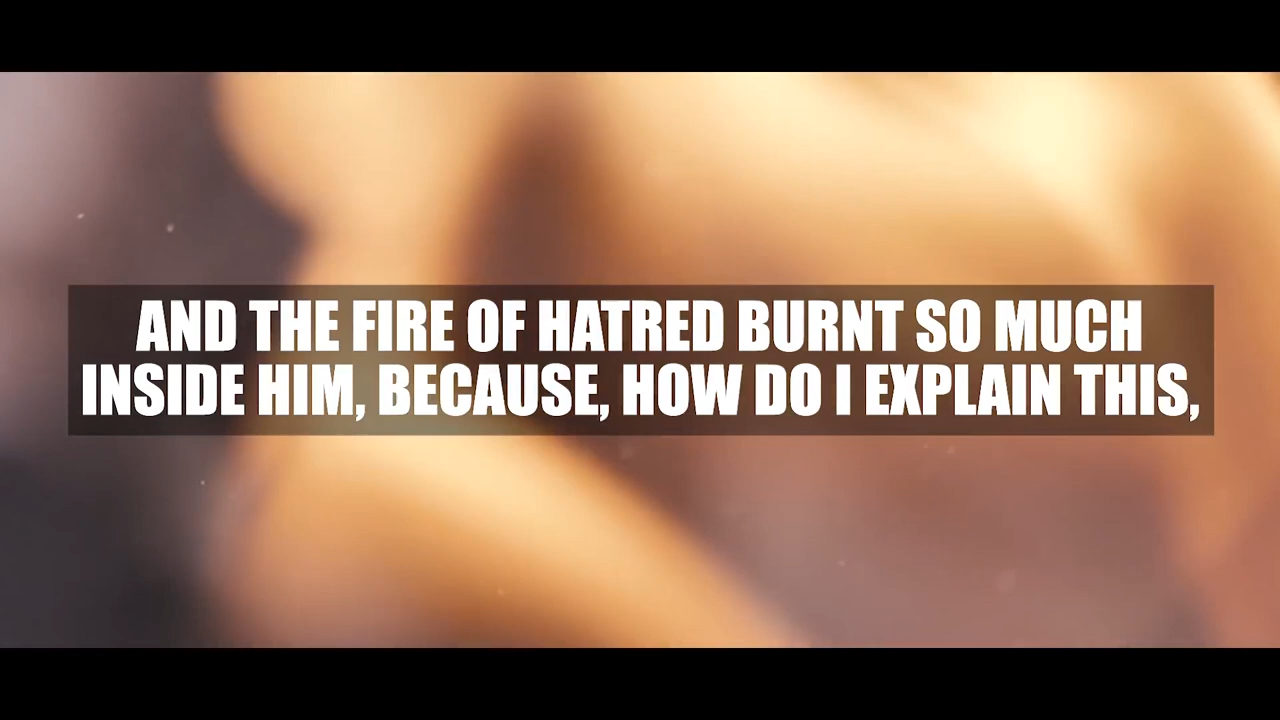 AND THE FIRE OF HATRED BURNT SO MUCH
INSIDE HIM, BECAUSE, HOW DO I EXPLAIN THIS,